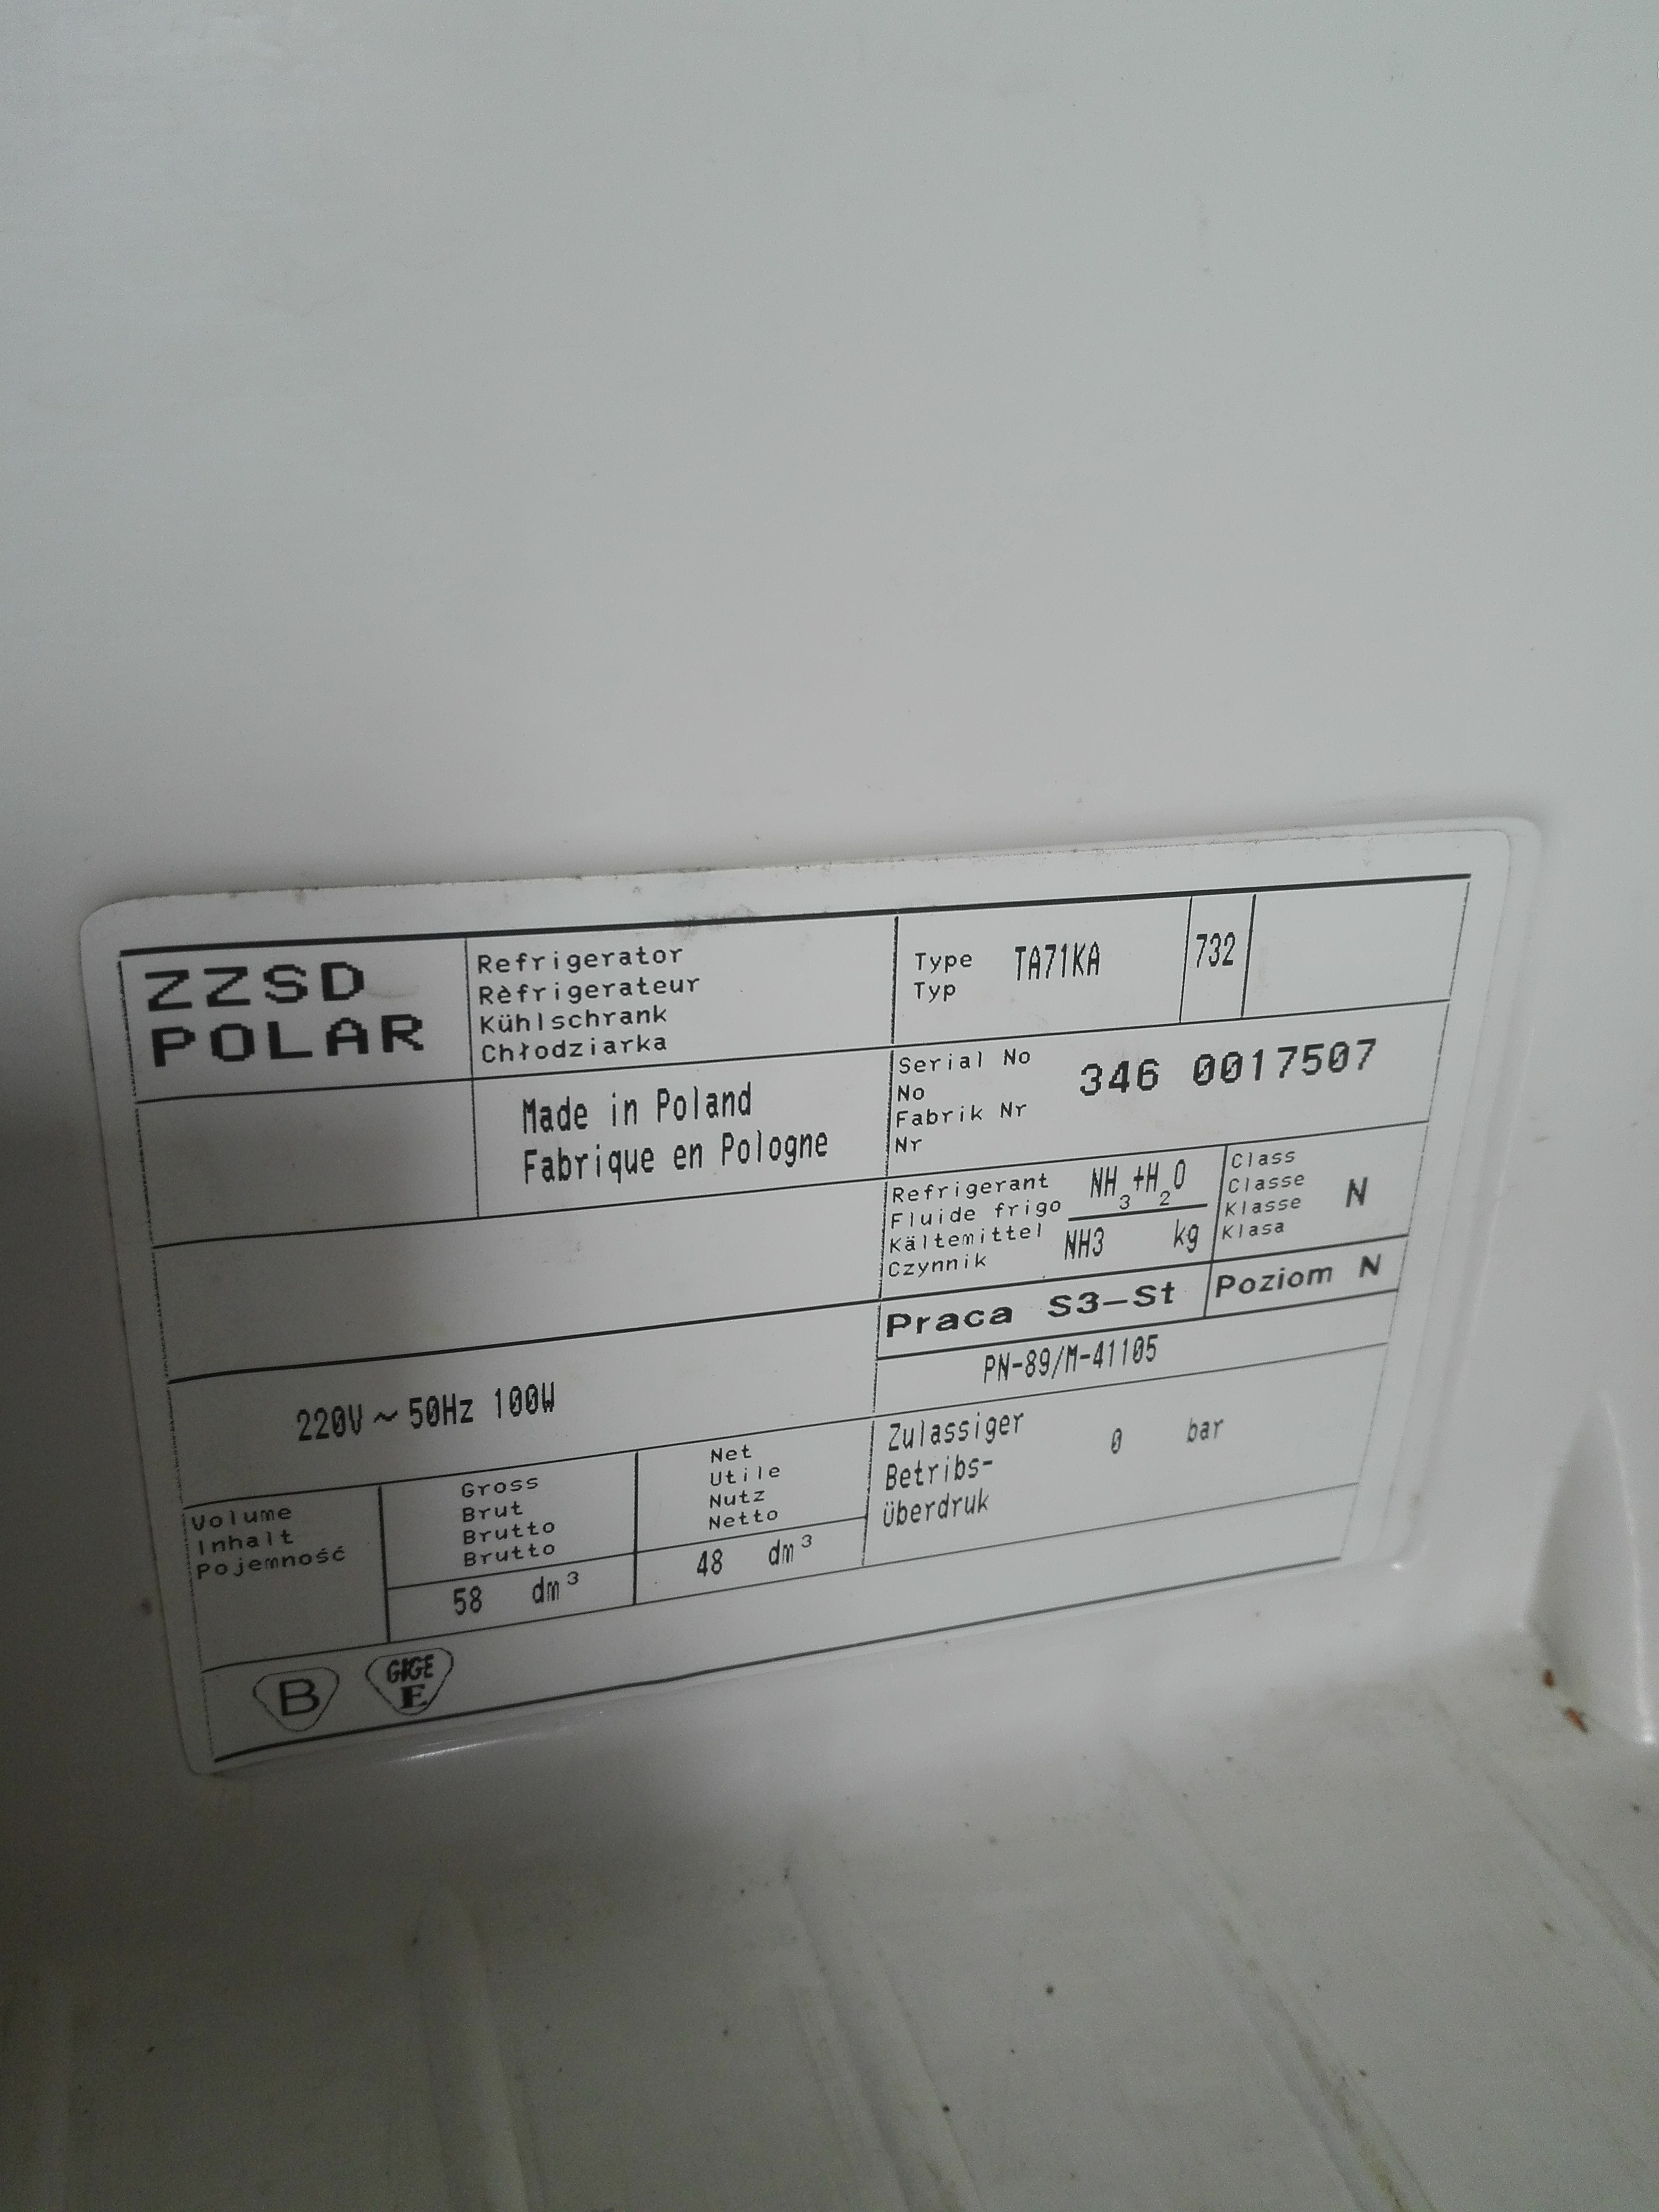 ZZSD
POLAR
Refrigerator
Rèfrigerateur
Kühlschrank
Chłodziarka
Type TA71KA 732
Typ
Made in Poland
Fabrique en Pologne
Serial No 346 0017507
No
Fabrik Nr
Nr
Refrigerant NH3+H2O
Fluide frigo
Kältemittel NH3 kg
Czynnik
Class
Classe N
Klasse
Klasa
Praca S3-St Poziom N
PN-89/M-41105
220V ~ 50Hz 100W
Volume
Inhalt
Pojemność
Gross
Brut
Brutto
Brutto
58 dm³
Net
Utile
Nutz
Netto
48 dm³
Zulassiger 0 bar
Betribs-
überdruk
B GIGE
E